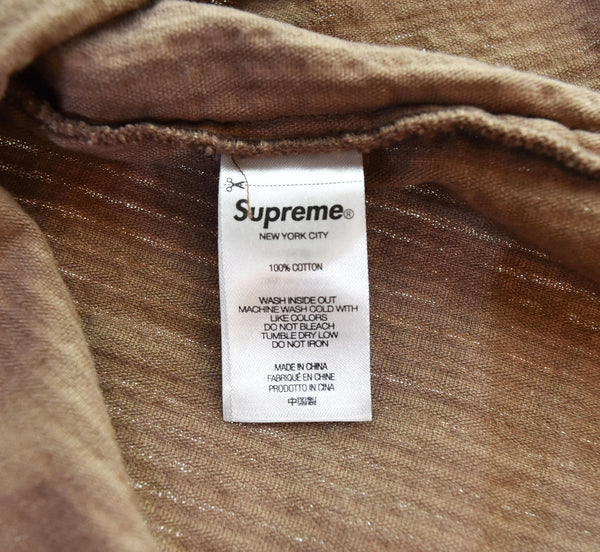 Supreme®
NEW YORK CITY
100% COTTON
WASH INSIDE OUT
MACHINE WASH COLD WITH
LIKE COLORS
DO NOT BLEACH
TUMBLE DRY LOW
DO NOT IRON
MADE IN CHINA
FABRIQUÉ EN CHINE
PRODOTTO IN CINA
中国制